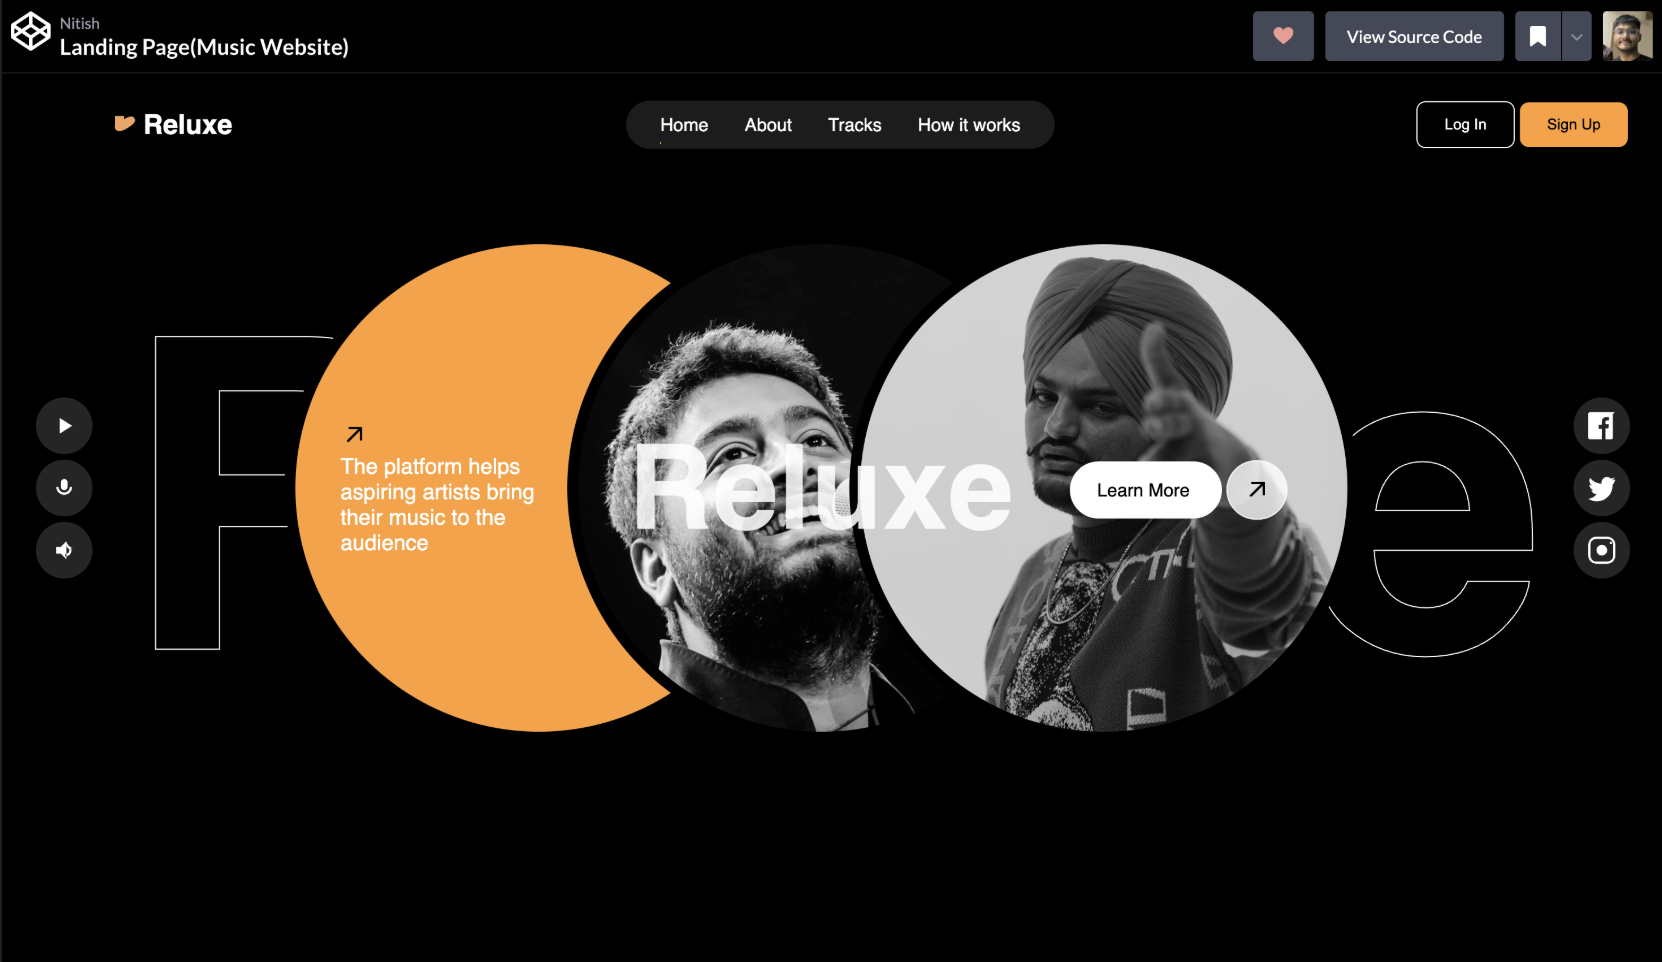 Nitish
Landing Page(Music Website)
View Source Code
Reluxe
Home
About
Tracks
How it works
Log In
Sign Up
The platform helps
aspiring artists bring
their music to the
audience
Reluxe
Learn More
R
e